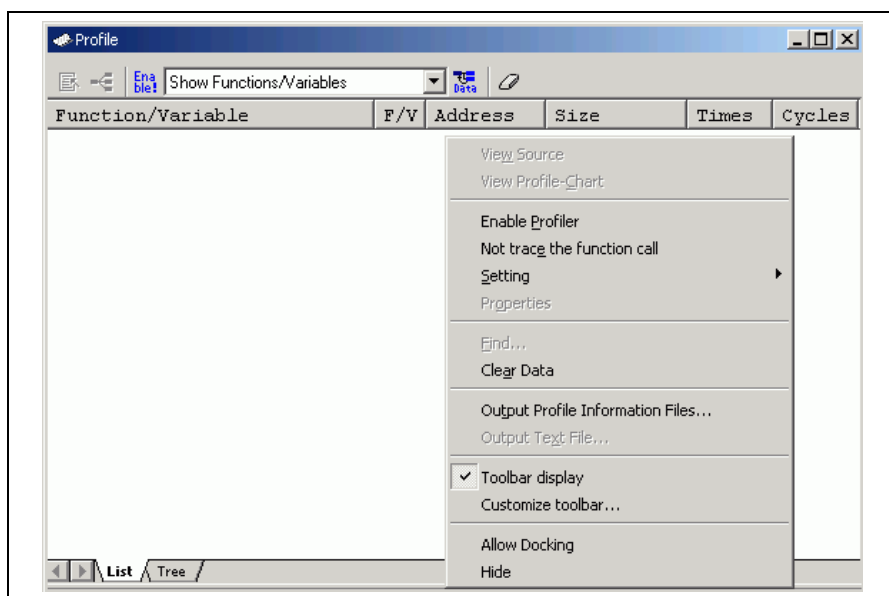 Profile
Ena ble! Show Functions/Variables Data
Function/Variable F/V Address Size Times Cycles
View Source
View Profile-Chart
Enable Profiler
Not trace the function call
Setting
Properties
Find...
Clear Data
Output Profile Information Files...
Output Text File...
Toolbar display
Customize toolbar...
Allow Docking
Hide
List Tree